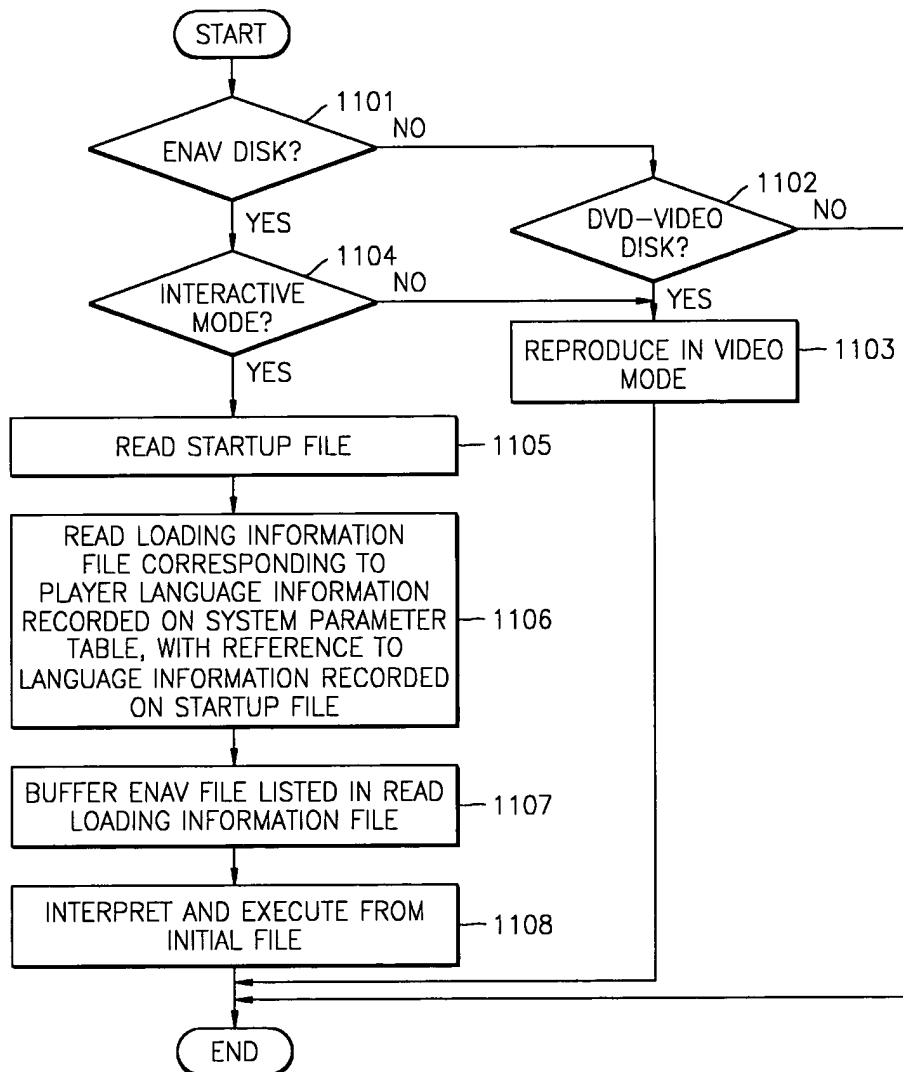 START
1101
ENAV DISK?
NO
YES
1102
DVD-VIDEO
DISK?
NO
YES
1104
INTERACTIVE
MODE?
NO
YES
REPRODUCE IN VIDEO
MODE
1103
READ STARTUP FILE
1105
READ LOADING INFORMATION
FILE CORRESPONDING TO
PLAYER LANGUAGE INFORMATION
RECORDED ON SYSTEM PARAMETER
TABLE, WITH REFERENCE TO
LANGUAGE INFORMATION RECORDED
ON STARTUP FILE
1106
BUFFER ENAV FILE LISTED IN READ
LOADING INFORMATION FILE
1107
INTERPRET AND EXECUTE FROM
INITIAL FILE
1108
END